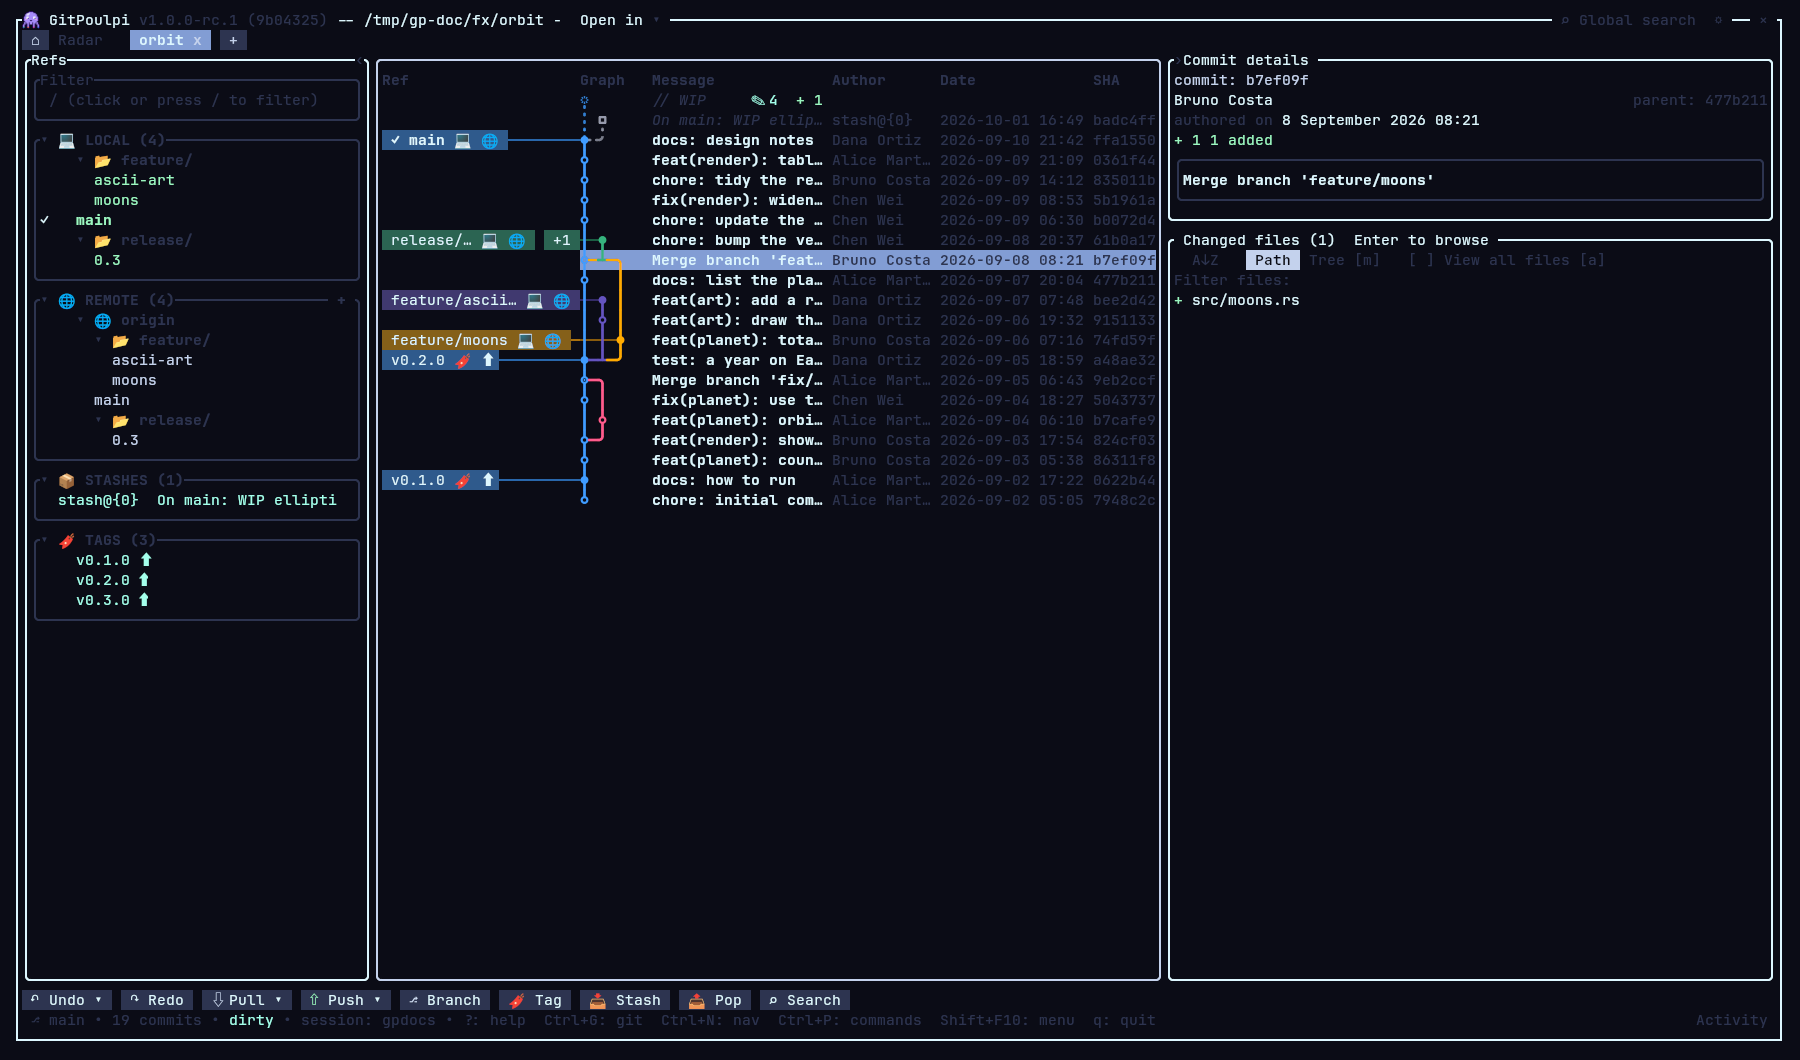 GitPoulpi v1.0.0-rc.1 (9b04325) —— /tmp/gp-doc/fx/orbit - Open in ▾ ⌕ Global search ⚙ ×
⌂ Radar orbit x +
Refs
Filter
/ (click or press / to filter)
LOCAL (4)
feature/
ascii-art
moons
✓ main
release/
0.3
REMOTE (4) +
origin
feature/
ascii-art
moons
main
release/
0.3
STASHES (1)
stash@{0} On main: WIP ellipti
TAGS (3)
v0.1.0 ⬆
v0.2.0 ⬆
v0.3.0 ⬆
Ref Graph Message Author Date SHA
// WIP ✎ 4 + 1
On main: WIP ellip… stash@{0} 2026-10-01 16:49 badc4ff
✓ main docs: design notes Dana Ortiz 2026-09-10 21:42 ffa1550
feat(render): tabl… Alice Mart… 2026-09-09 21:09 0361f44
chore: tidy the re… Bruno Costa 2026-09-09 14:12 835011b
fix(render): widen… Chen Wei 2026-09-09 08:53 5b1961a
chore: update the … Chen Wei 2026-09-09 06:30 b0072d4
release/… +1 chore: bump the ve… Chen Wei 2026-09-08 20:37 61b0a17
Merge branch 'feat… Bruno Costa 2026-09-08 08:21 b7ef09f
docs: list the pla… Alice Mart… 2026-09-07 20:04 477b211
feature/ascii… feat(art): add a r… Dana Ortiz 2026-09-07 07:48 bee2d42
feat(art): draw th… Dana Ortiz 2026-09-06 19:32 9151133
feature/moons feat(planet): tota… Bruno Costa 2026-09-06 07:16 74fd59f
v0.2.0 ⬆ test: a year on Ea… Dana Ortiz 2026-09-05 18:59 a48ae32
Merge branch 'fix/… Alice Mart… 2026-09-05 06:43 9eb2ccf
fix(planet): use t… Chen Wei 2026-09-04 18:27 5043737
feat(planet): orbi… Alice Mart… 2026-09-04 06:10 b7cafe9
feat(render): show… Bruno Costa 2026-09-03 17:54 824cf03
feat(planet): coun… Bruno Costa 2026-09-03 05:38 86311f8
v0.1.0 ⬆ docs: how to run Alice Mart… 2026-09-02 17:22 0622b44
chore: initial com… Alice Mart… 2026-09-02 05:05 7948c2c
Commit details
commit: b7ef09f
Bruno Costa parent: 477b211
authored on 8 September 2026 08:21
+ 1 1 added
Merge branch 'feature/moons'
Changed files (1) Enter to browse
A↓Z Path Tree [m] [ ] View all files [a]
Filter files:
+ src/moons.rs
Undo ▾ Redo Pull ▾ Push ▾ Branch Tag Stash Pop Search
main • 19 commits • dirty • session: gpdocs • ?: help Ctrl+G: git Ctrl+N: nav Ctrl+P: commands Shift+F10: menu q: quit Activity